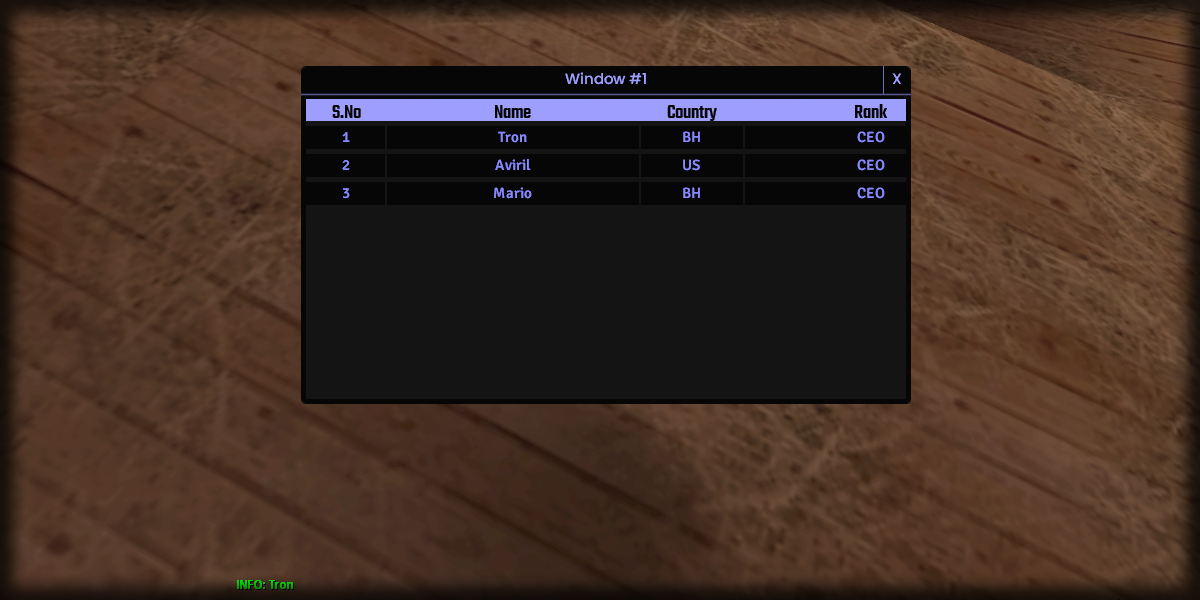 Window #1 X
S.No Name Country Rank
1 Tron BH CEO
2 Aviril US CEO
3 Mario BH CEO
INFO: Tron